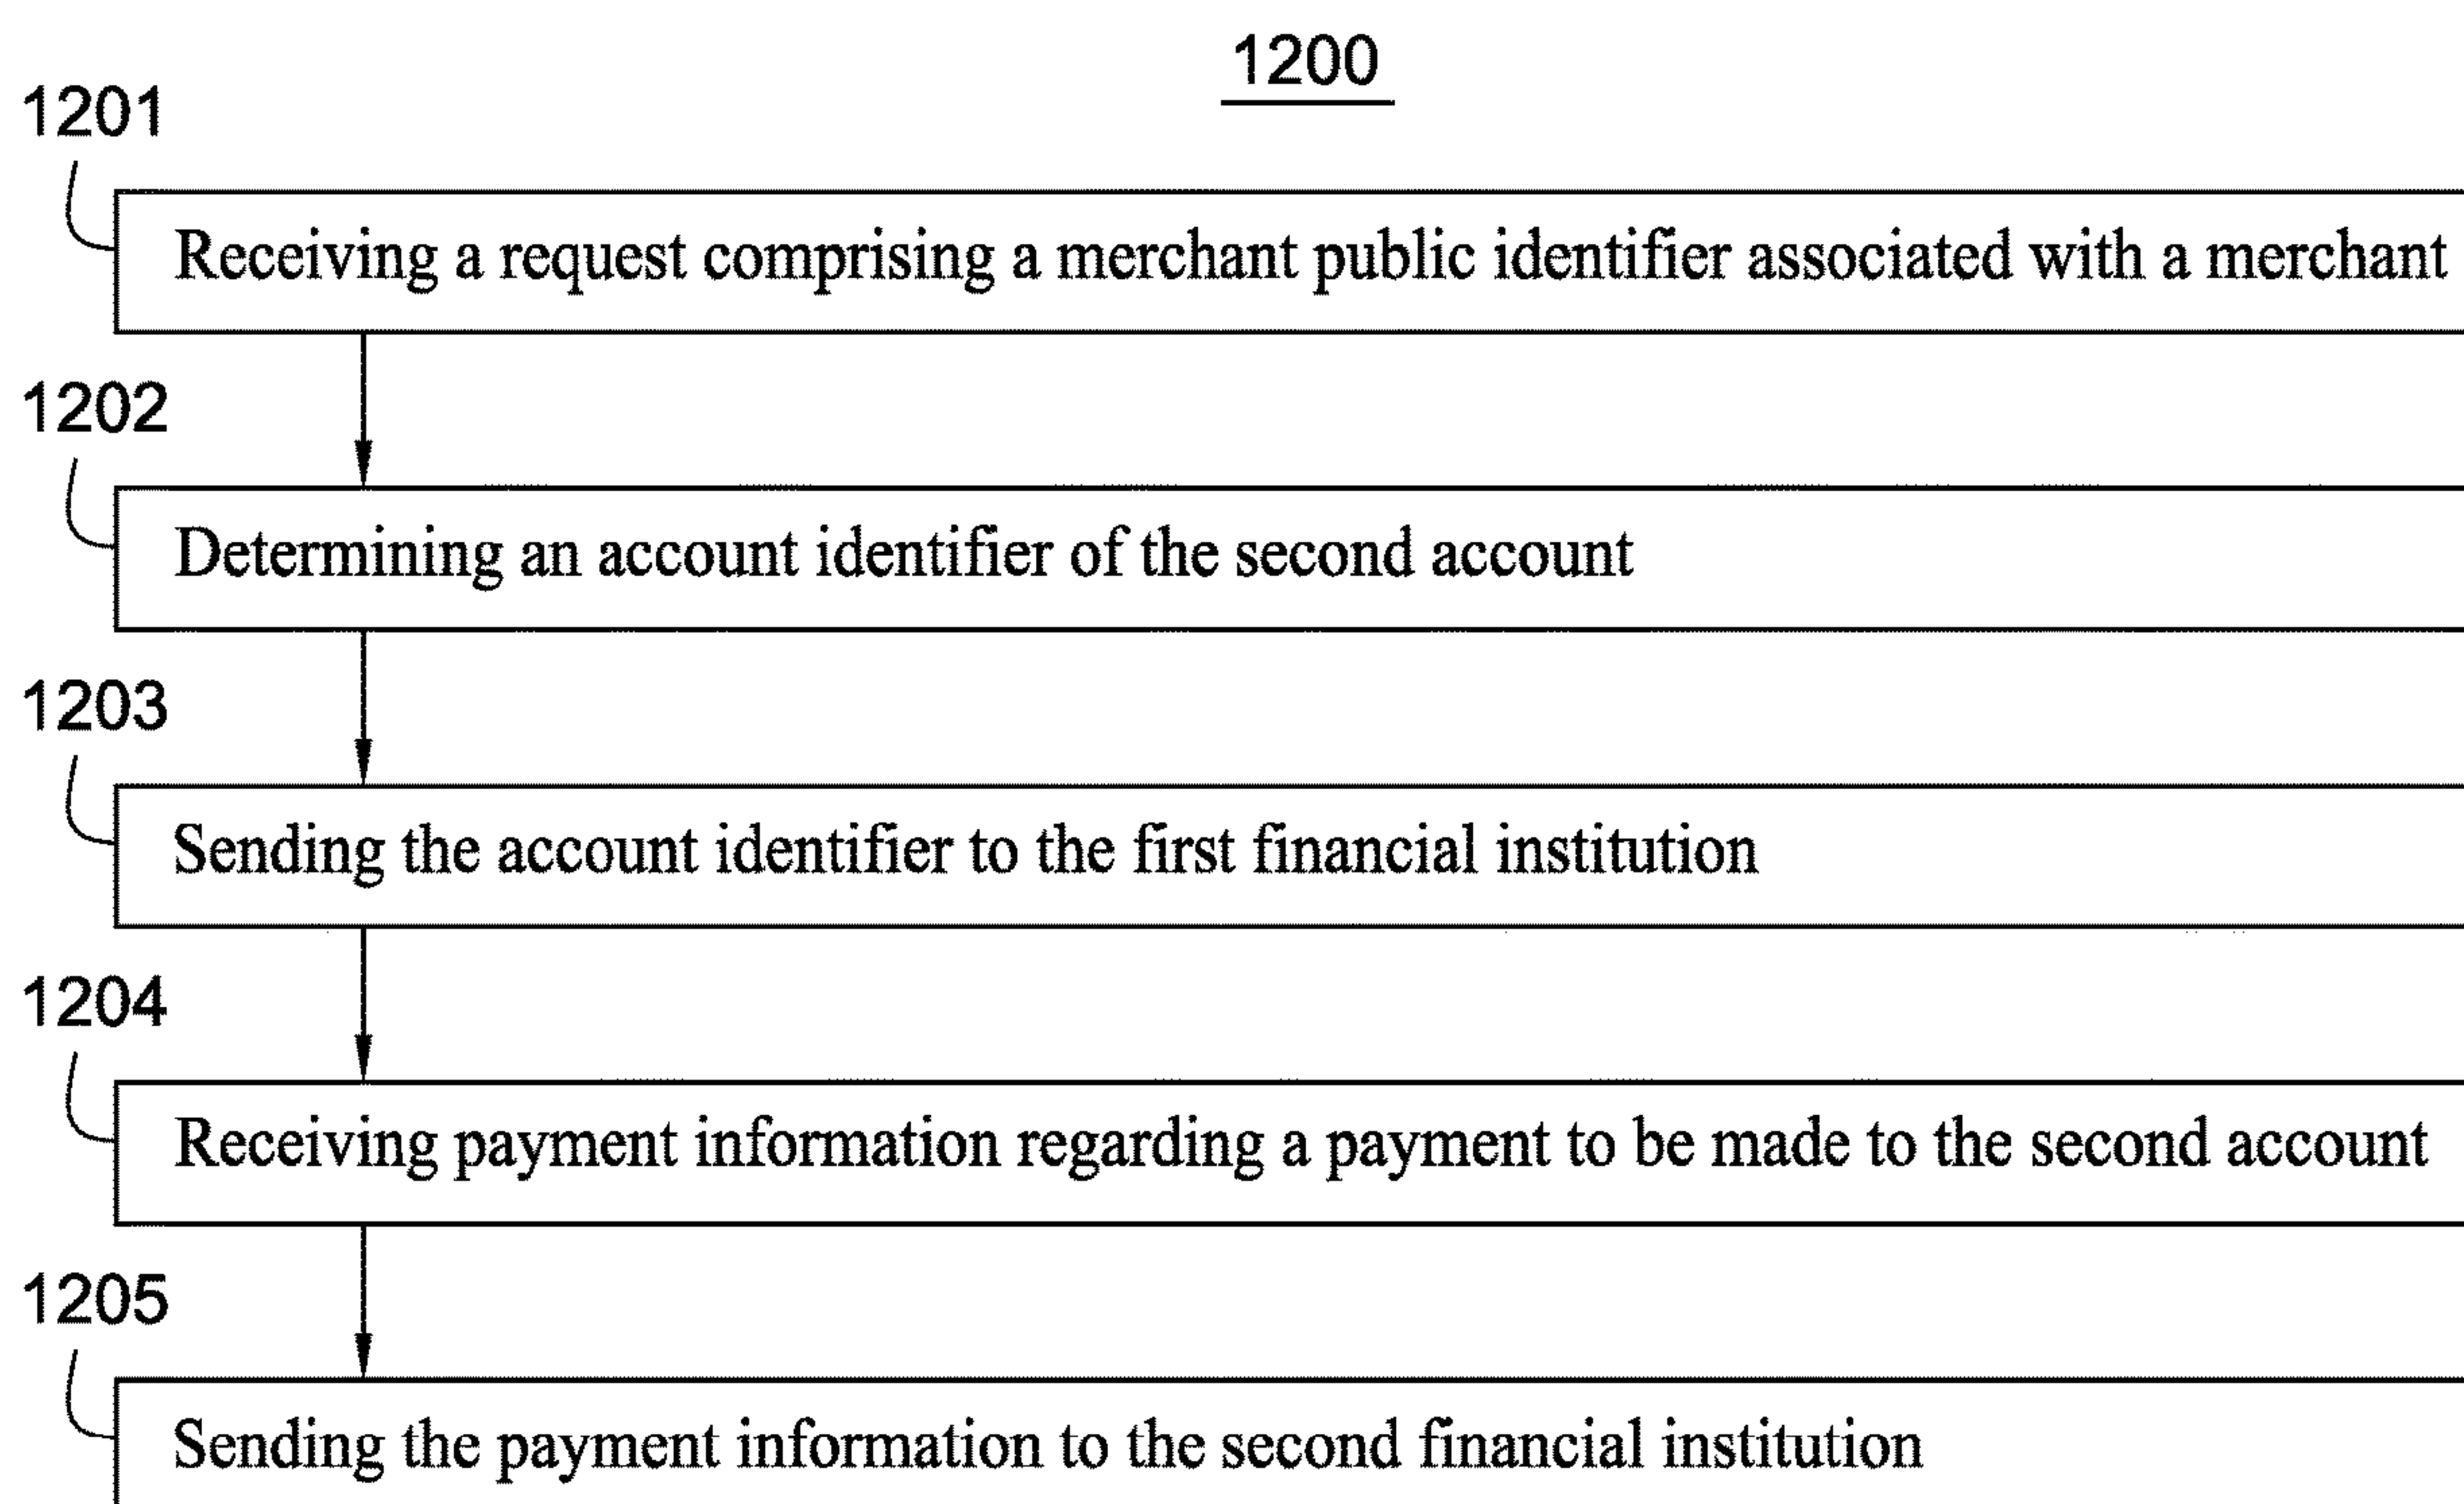 1200
1201
Receiving a request comprising a merchant public identifier associated with a merchant
1202
Determining an account identifier of the second account
1203
Sending the account identifier to the first financial institution
1204
Receiving payment information regarding a payment to be made to the second account
1205
Sending the payment information to the second financial institution